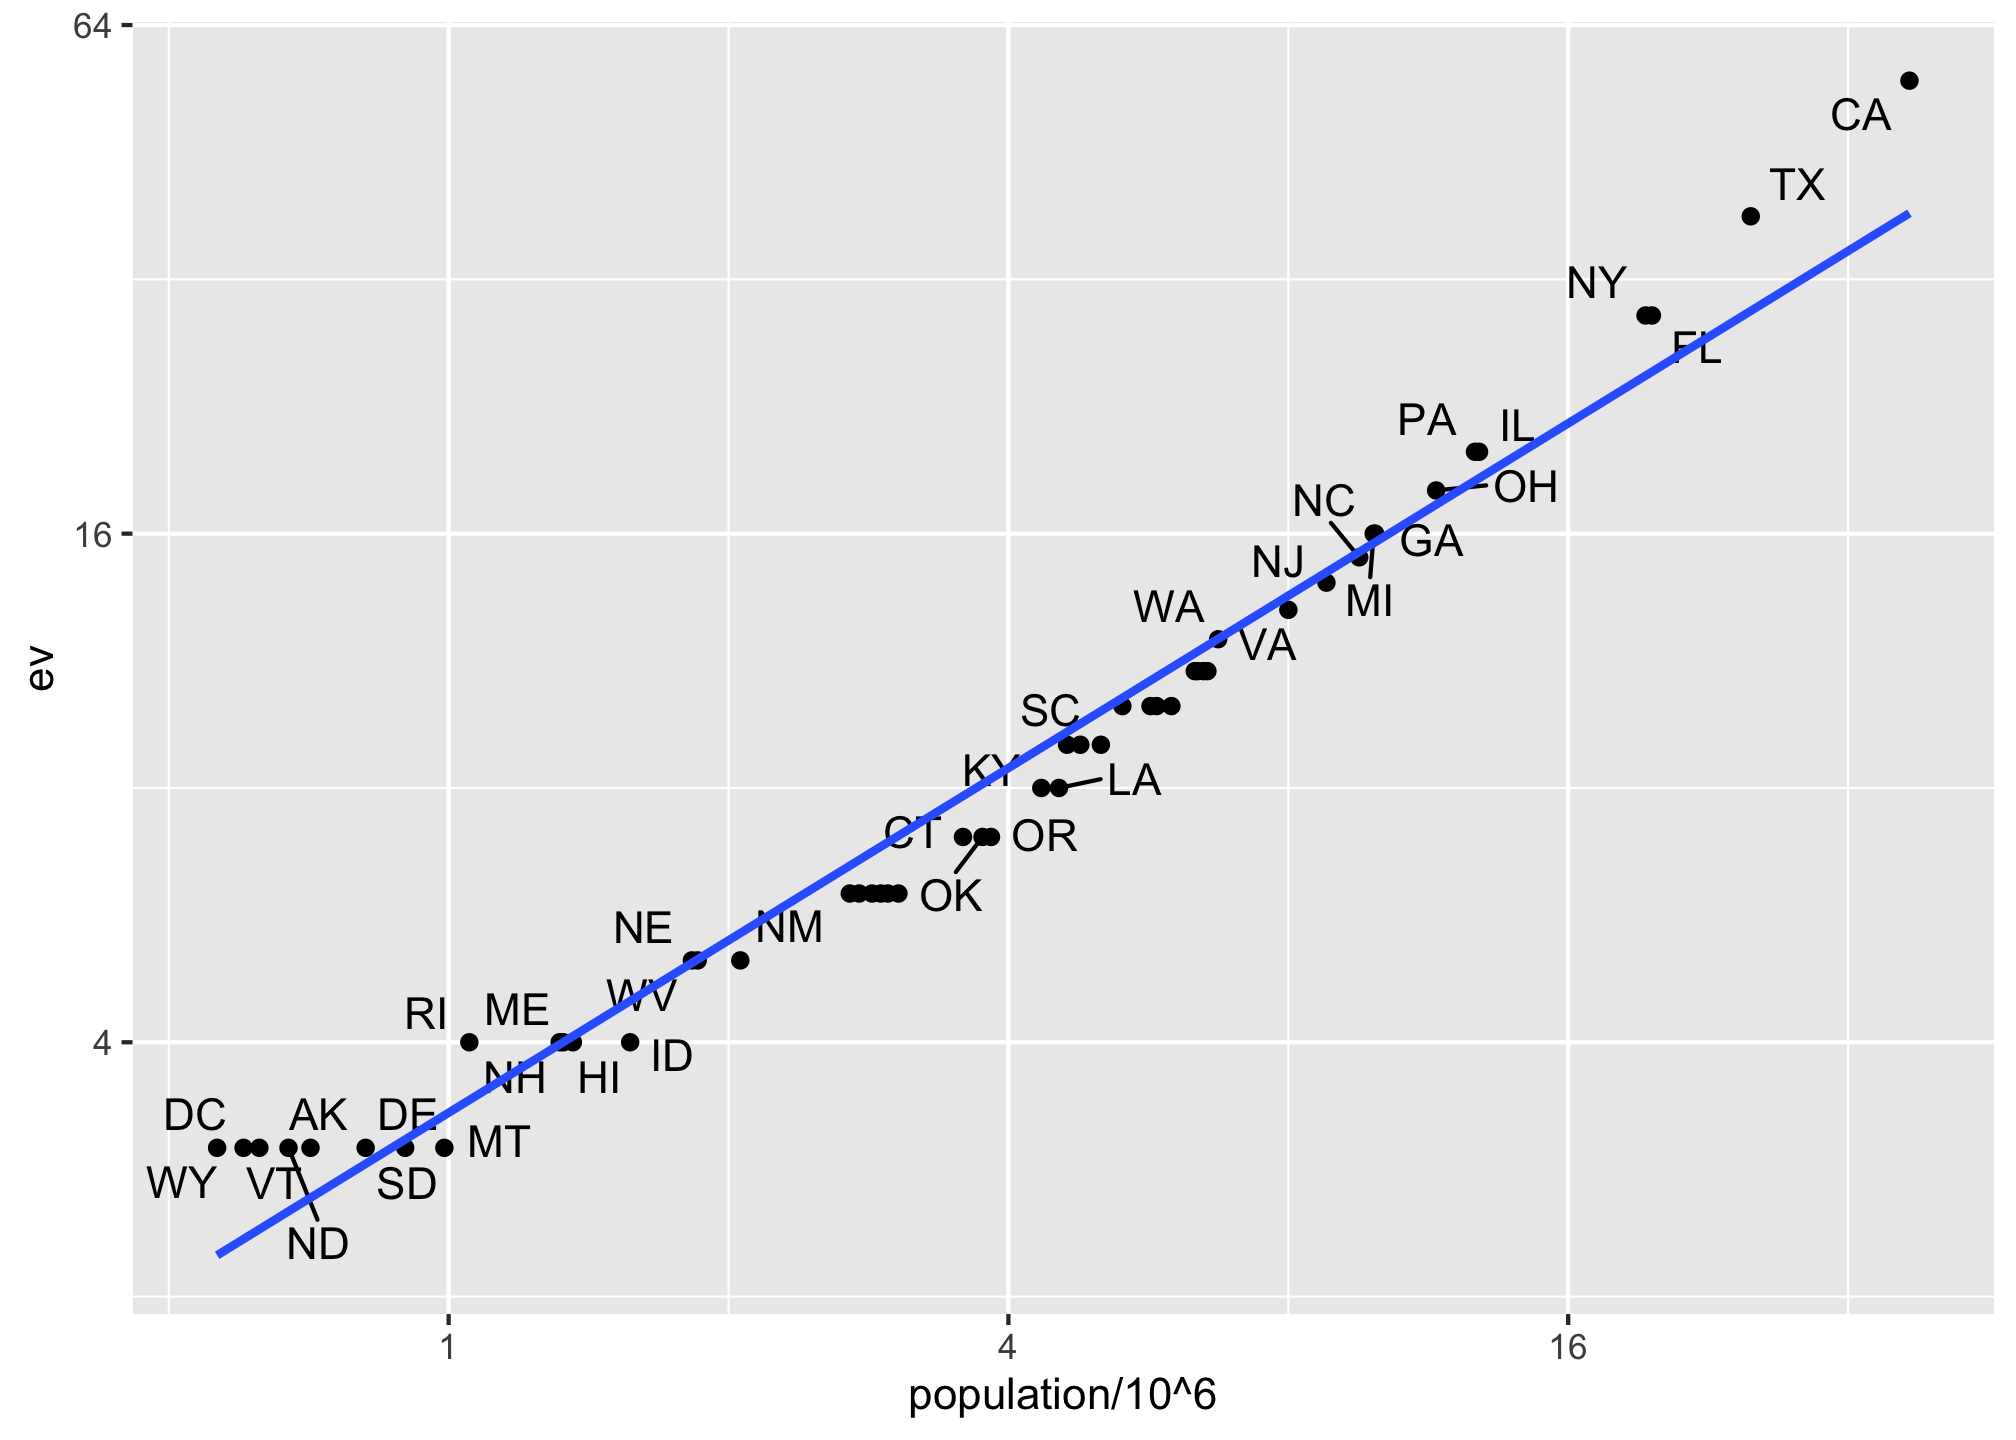 64
CA
TX
NY
FL
PA
IL
OH
NC
16
GA
NJ
MI
WA
VA
ev
SC
KY
LA
CT
OR
OK
NE
NM
WV
RI
ME
4
ID
NH
HI
DC
AK
DE
MT
WY
VT
SD
ND
1
4
16
population/10^6